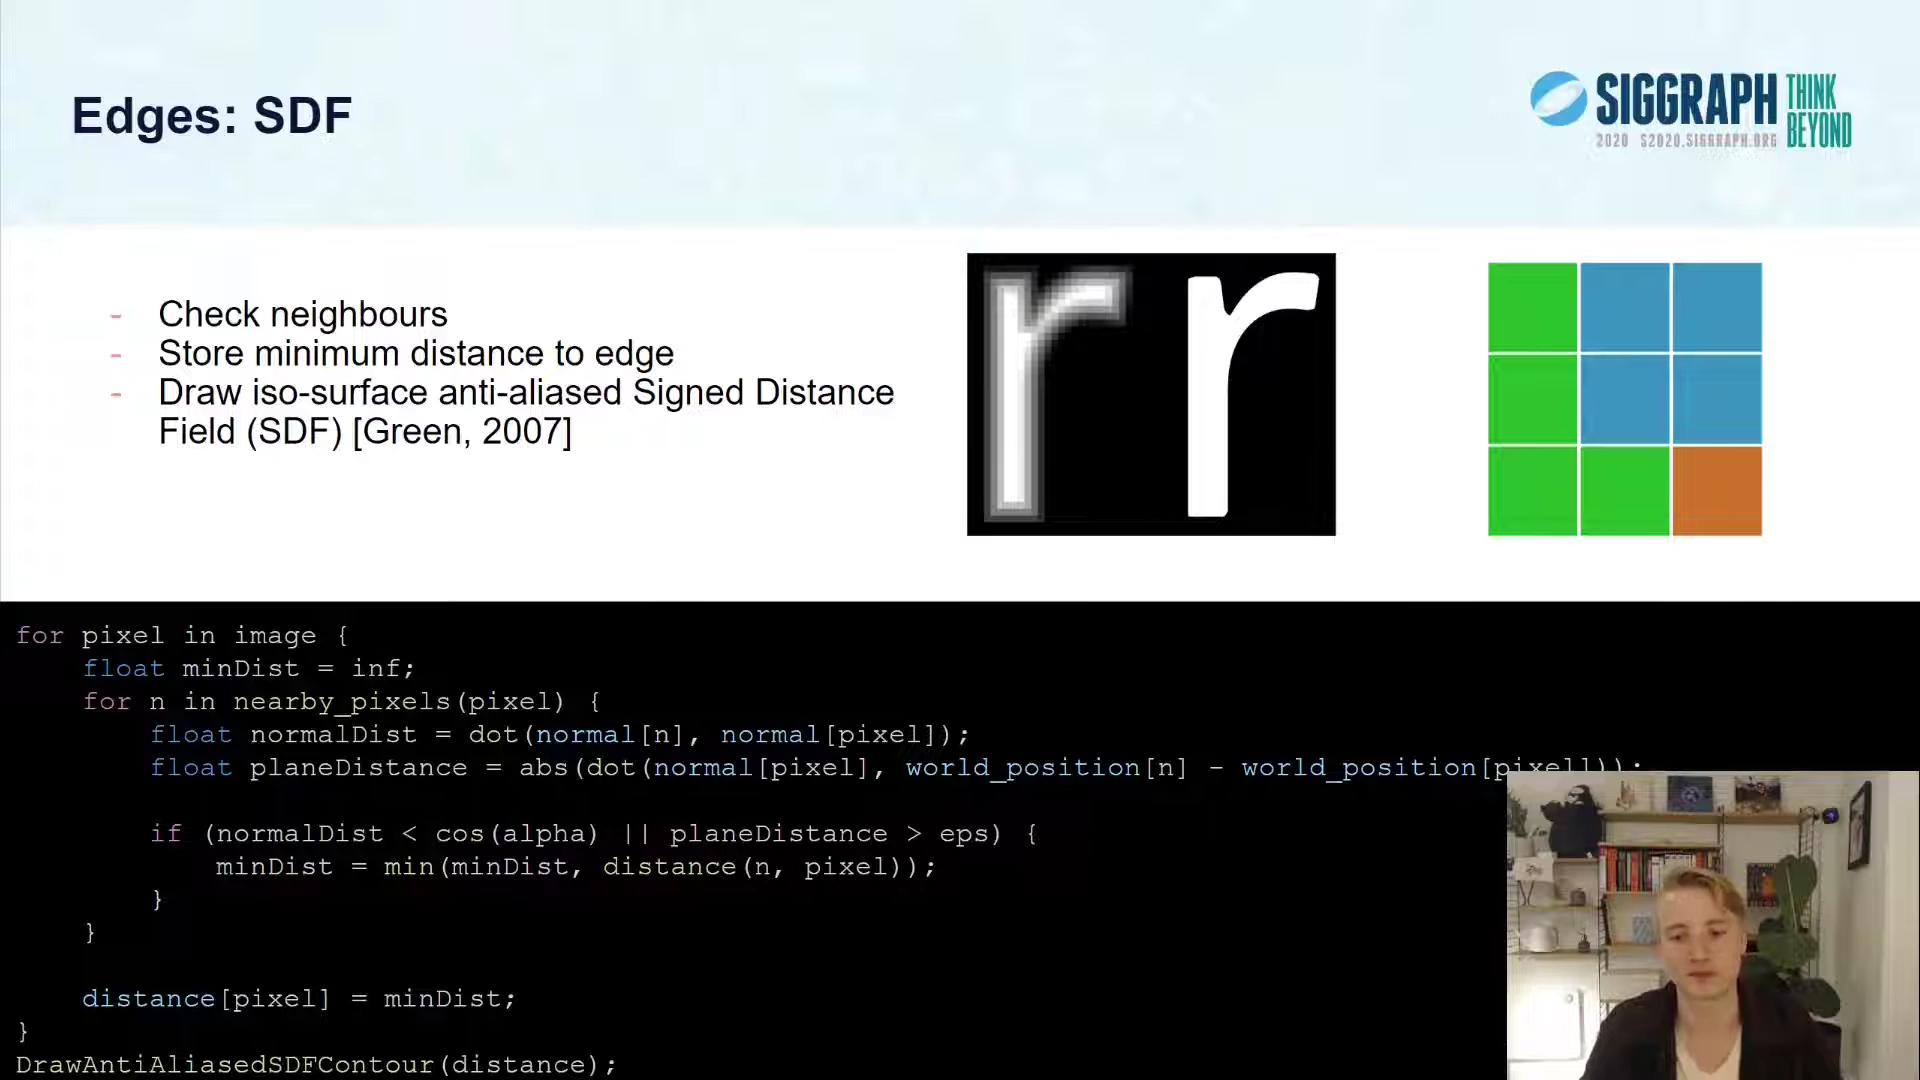 Edges: SDF
SIGGRAPH
THINK
BEYOND
2020 S2020.SIGGRAPH.ORG
- Check neighbours
- Store minimum distance to edge
- Draw iso-surface anti-aliased Signed Distance
Field (SDF) [Green, 2007]
r r
for pixel in image {
    float minDist = inf;
    for n in nearby_pixels(pixel) {
        float normalDist = dot(normal[n], normal[pixel]);
        float planeDistance = abs(dot(normal[pixel], world_position[n] - world_position[pixel]));
        if (normalDist < cos(alpha) || planeDistance > eps) {
            minDist = min(minDist, distance(n, pixel));
        }
    }
    distance[pixel] = minDist;
}
DrawAntiAliasedSDFContour(distance);